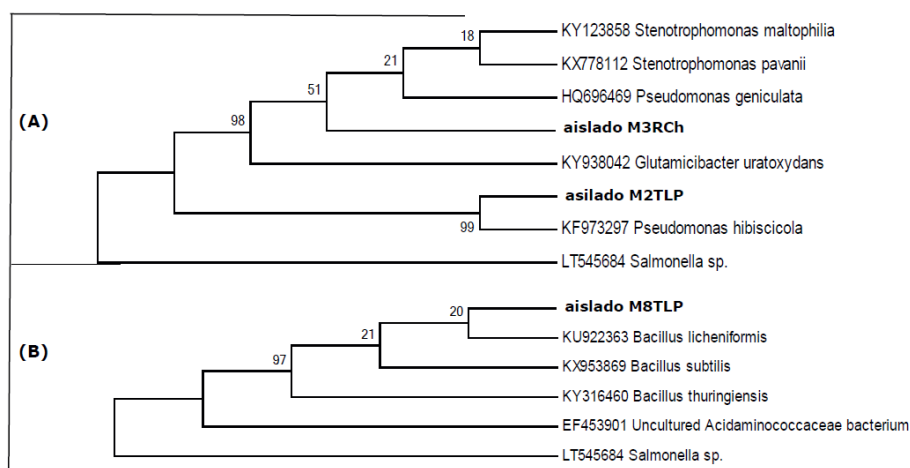 18
KY123858 Stenotrophomonas maltophilia
21
KX778112 Stenotrophomonas pavanii
51
HQ696469 Pseudomonas geniculata
(A)
98
aislado M3RCh
KY938042 Glutamicibacter uratoxydans
asilado M2TLP
99
KF973297 Pseudomonas hibiscicola
LT545684 Salmonella sp.
20
aislado M8TLP
21
KU922363 Bacillus licheniformis
(B)
97
KX953869 Bacillus subtilis
KY316460 Bacillus thuringiensis
EF453901 Uncultured Acidaminococcaceae bacterium
LT545684 Salmonella sp.